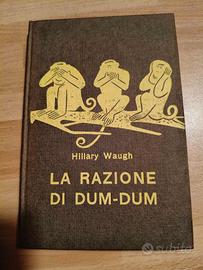 Hillary Waugh
LA RAZIONE
DI DUM-DUM
subito